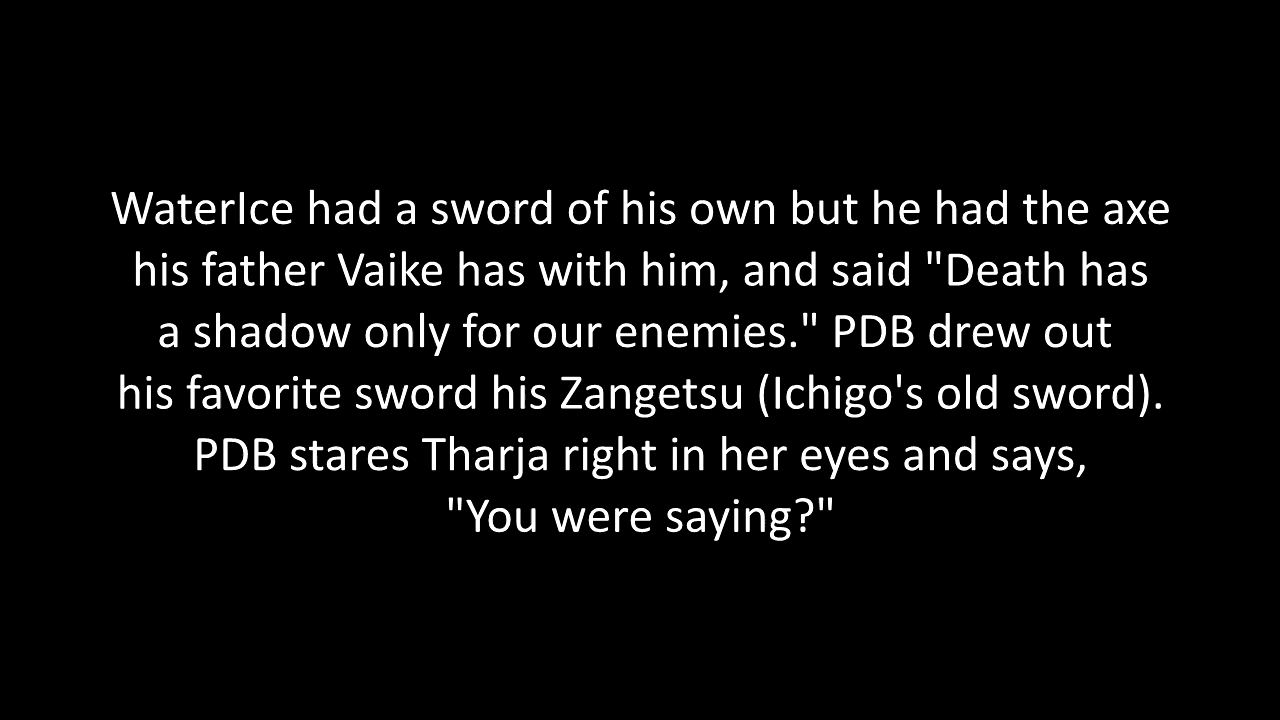 WaterIce had a sword of his own but he had the axe
his father Vaike has with him, and said "Death has
a shadow only for our enemies." PDB drew out
his favorite sword his Zangetsu (Ichigo's old sword).
PDB stares Tharja right in her eyes and says,
"You were saying?"